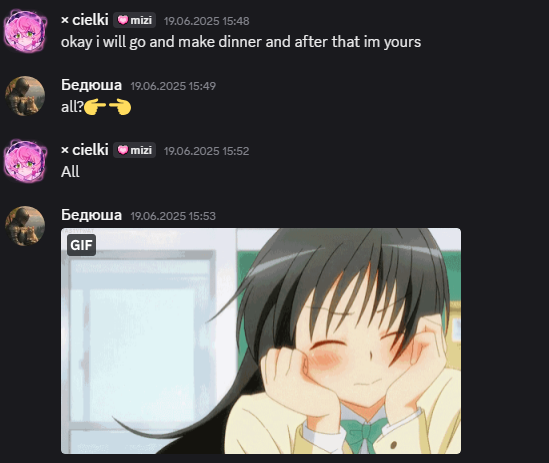 × cielki mizi 19.06.2025 15:48
okay i will go and make dinner and after that im yours
Бедюша 19.06.2025 15:49
all?👉👈
× cielki mizi 19.06.2025 15:52
All
Бедюша 19.06.2025 15:53
GIF